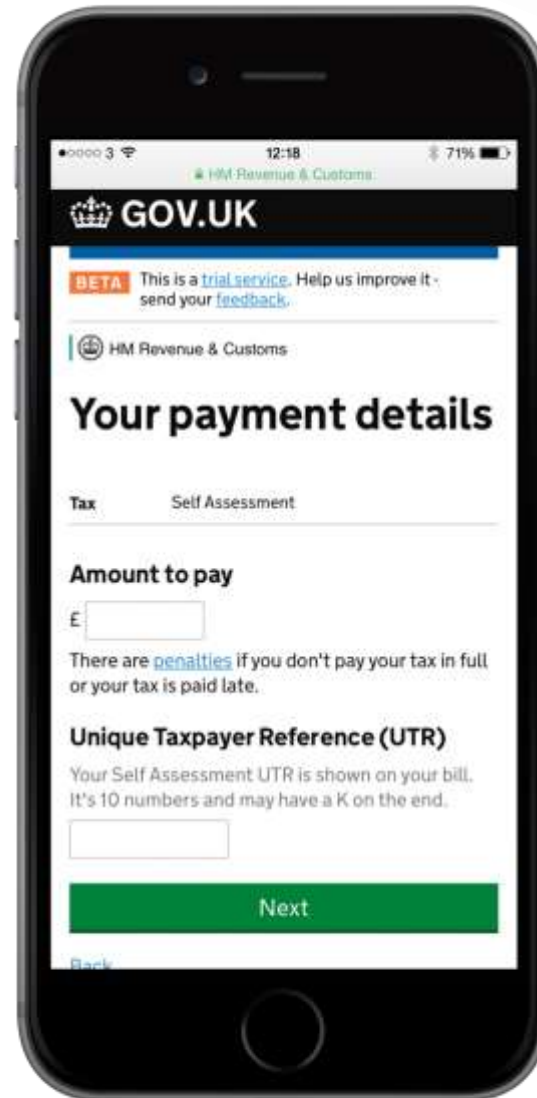 3 12:18 71%
HM Revenue & Customs
GOV.UK
BETA This is a trial service. Help us improve it -
send your feedback.
HM Revenue & Customs
Your payment details
Tax Self Assessment
Amount to pay
£
There are penalties if you don't pay your tax in full
or your tax is paid late.
Unique Taxpayer Reference (UTR)
Your Self Assessment UTR is shown on your bill.
It's 10 numbers and may have a K on the end.
Next
Back